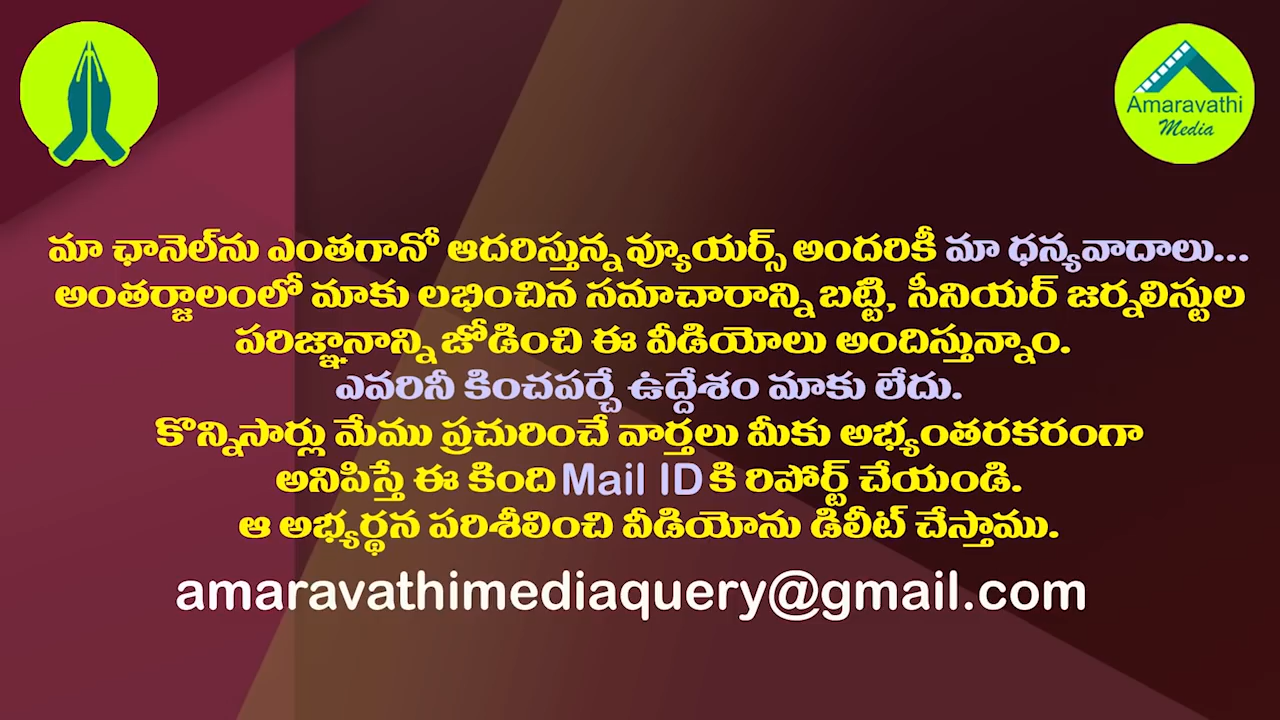 Amaravathi
Media
మా ఛానెల్‌ను ఎంతగానో ఆదరిస్తున్న వ్యూయర్స్ అందరికీ మా ధన్యవాదాలు...
అంతర్జాలంలో మాకు లభించిన సమాచారాన్ని బట్టి, సీనియర్ జర్నలిస్టుల
పరిజ్ఞానాన్ని జోడించి ఈ వీడియోలు అందిస్తున్నాం.
ఎవరినీ కించపర్చే ఉద్దేశం మాకు లేదు.
కొన్నిసార్లు మేము ప్రచురించే వార్తలు మీకు అభ్యంతరకరంగా
అనిపిస్తే ఈ కింది Mail ID కి రిపోర్ట్ చేయండి.
ఆ అభ్యర్థన పరిశీలించి వీడియోను డిలీట్ చేస్తాము.
amaravathimediaquery@gmail.com